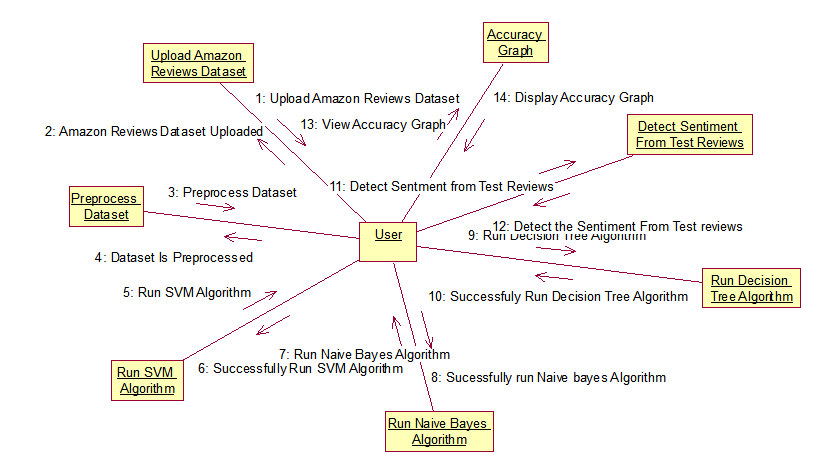 Accuracy
Graph
Upload Amazon
Reviews Dataset
1: Upload Amazon Reviews Dataset
14: Display Accuracy Graph
13: View Accuracy Graph
2: Amazon Reviews Dataset Uploaded
Detect Sentiment
From Test Reviews
11: Detect Sentment from Test Reviews
3: Preprocess Dataset
Preprocess
Dataset
12: Detect the Sentiment From Test reviews
User
9: Run Decision Tree Algorithm
4: Dataset Is Preprocessed
Run Decision
Tree Algorithm
5: Run SVM Algorithm
10: Successfuly Run Decision Tree Algorithm
7: Run Naive Bayes Algorithm
6: Successfully Run SVM Algorithm
Run SVM
Algorithm
8: Sucessfully run Naive bayes Algorithm
Run Naive Bayes
Algorithm